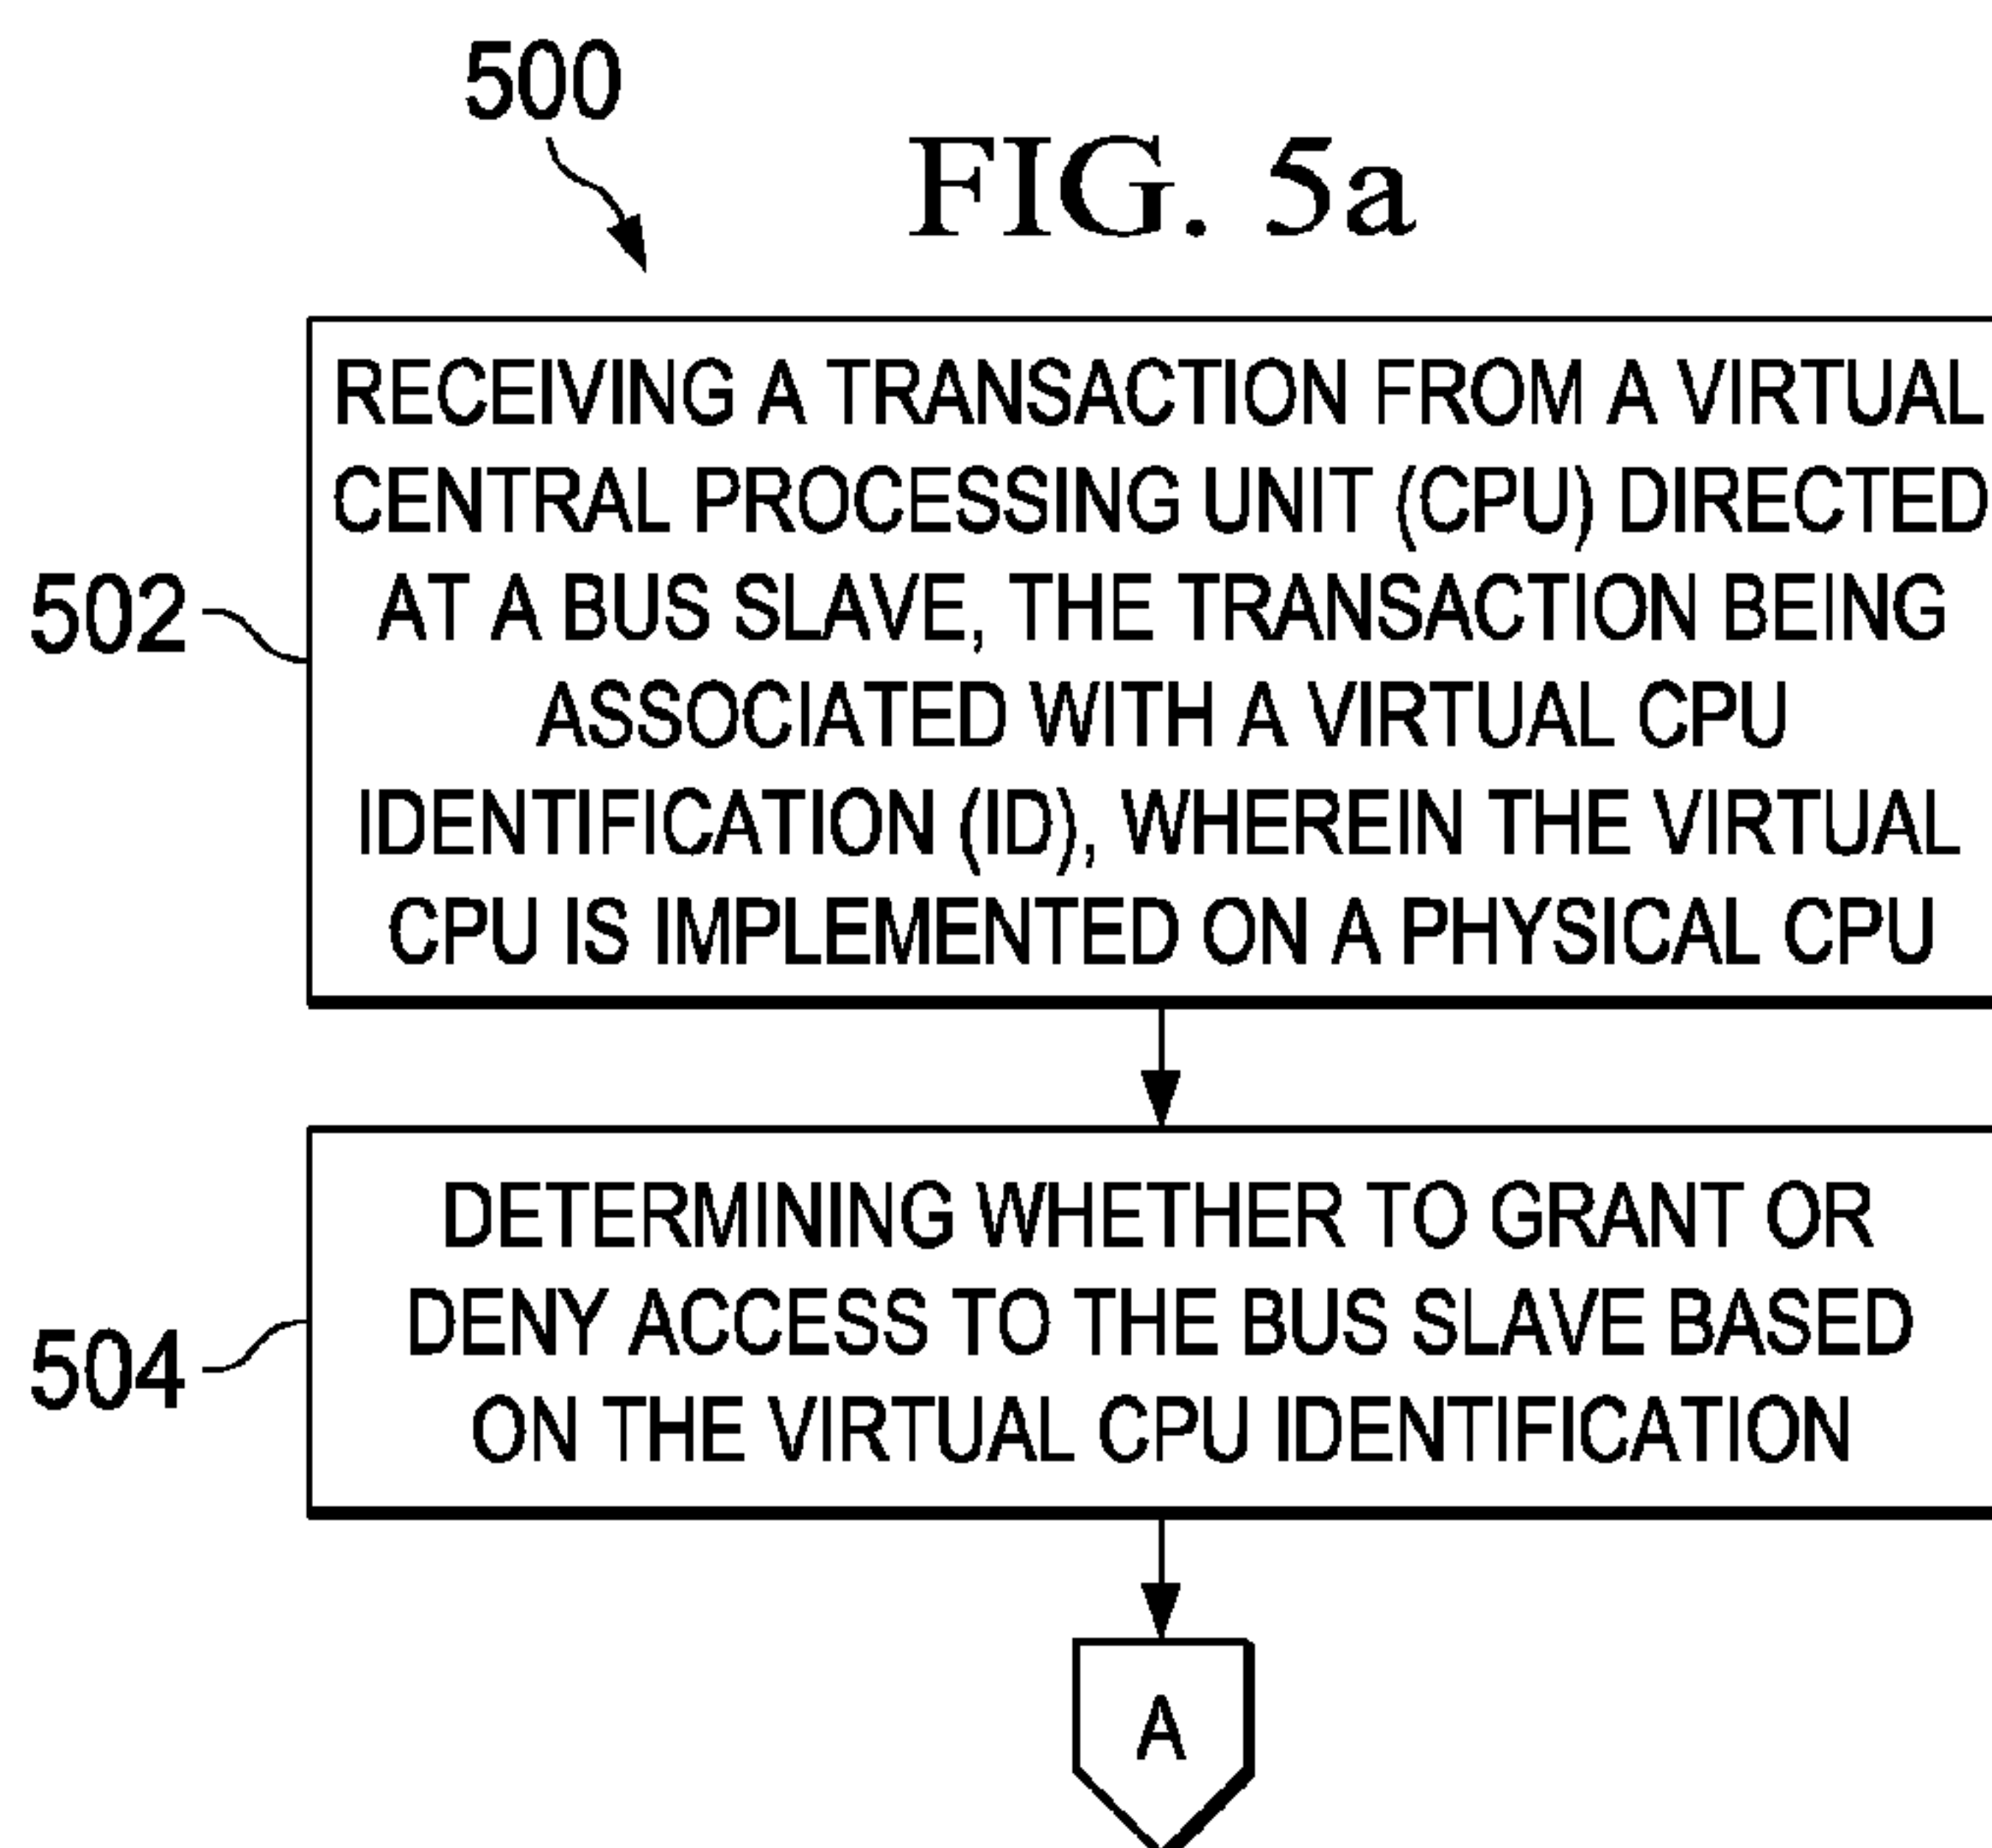 500
FIG. 5a
RECEIVING A TRANSACTION FROM A VIRTUAL
CENTRAL PROCESSING UNIT (CPU) DIRECTED
AT A BUS SLAVE, THE TRANSACTION BEING
ASSOCIATED WITH A VIRTUAL CPU
IDENTIFICATION (ID), WHEREIN THE VIRTUAL
CPU IS IMPLEMENTED ON A PHYSICAL CPU
502
DETERMINING WHETHER TO GRANT OR
DENY ACCESS TO THE BUS SLAVE BASED
ON THE VIRTUAL CPU IDENTIFICATION
504
A